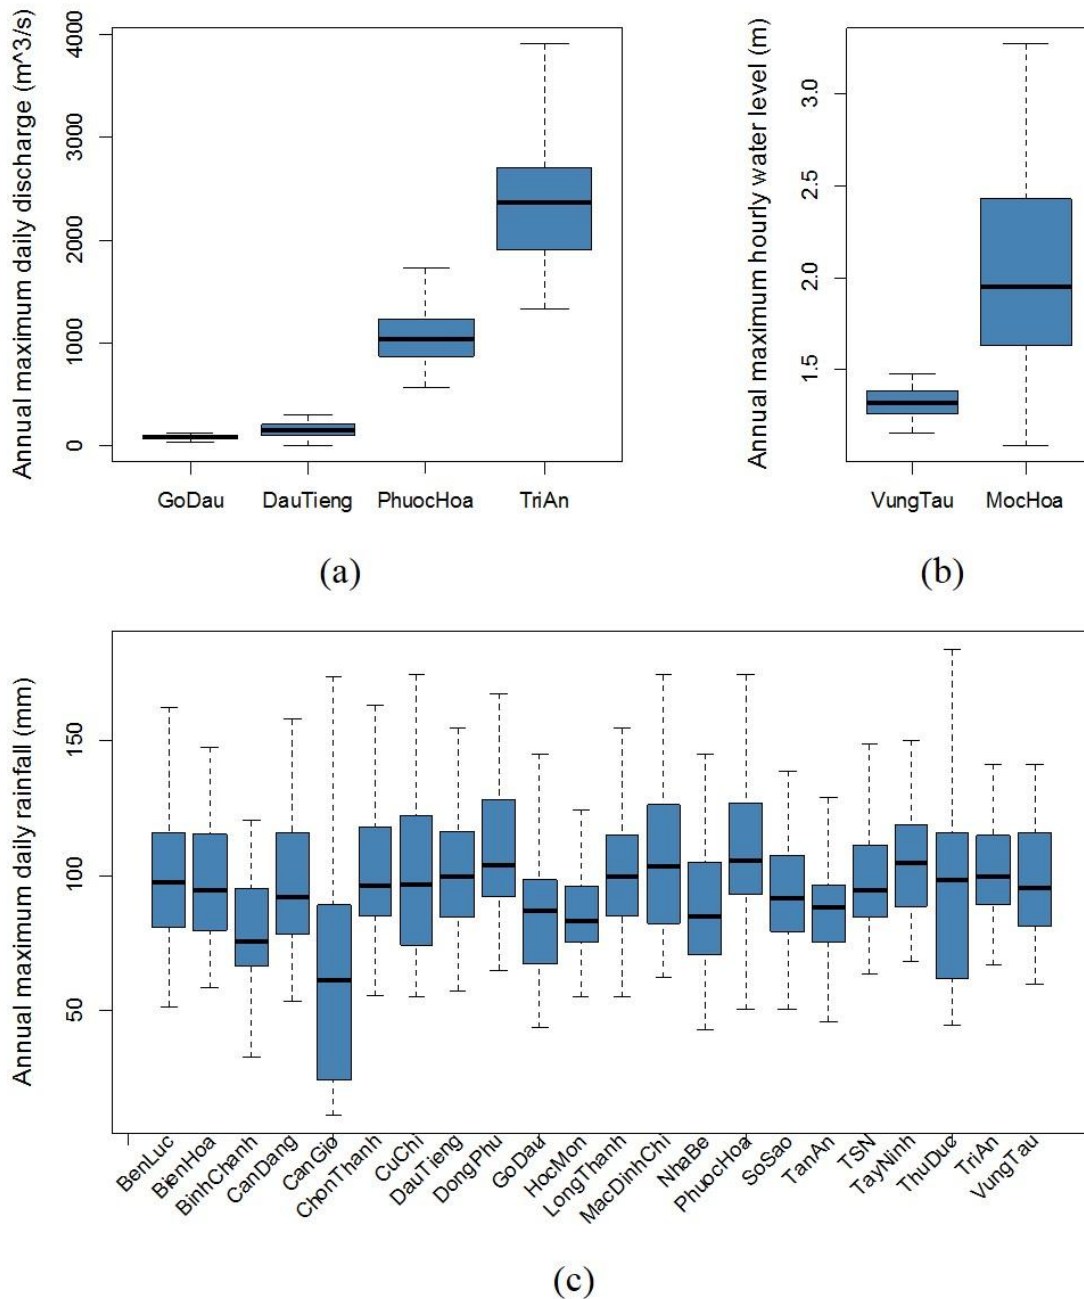 Annual maximum daily discharge (m^3/s)
0 1000 2000 3000 4000
GoDau DauTieng PhuocHoa TriAn
(a)
Annual maximum hourly water level (m)
1.5 2.0 2.5 3.0
VungTau MocHoa
(b)
Annual maximum daily rainfall (mm)
50 100 150
BenLuc
BienHoa
BinhChanh
CanDang
CanGio
ChonThanh
CuChi
DauTieng
DongPhu
GoDau
HocMon
LongThanh
MacDinhChi
NhaBe
PhuocHoa
SoSao
TanAn
TSN
TayNinh
ThuDuc
TriAn
VungTau
(c)